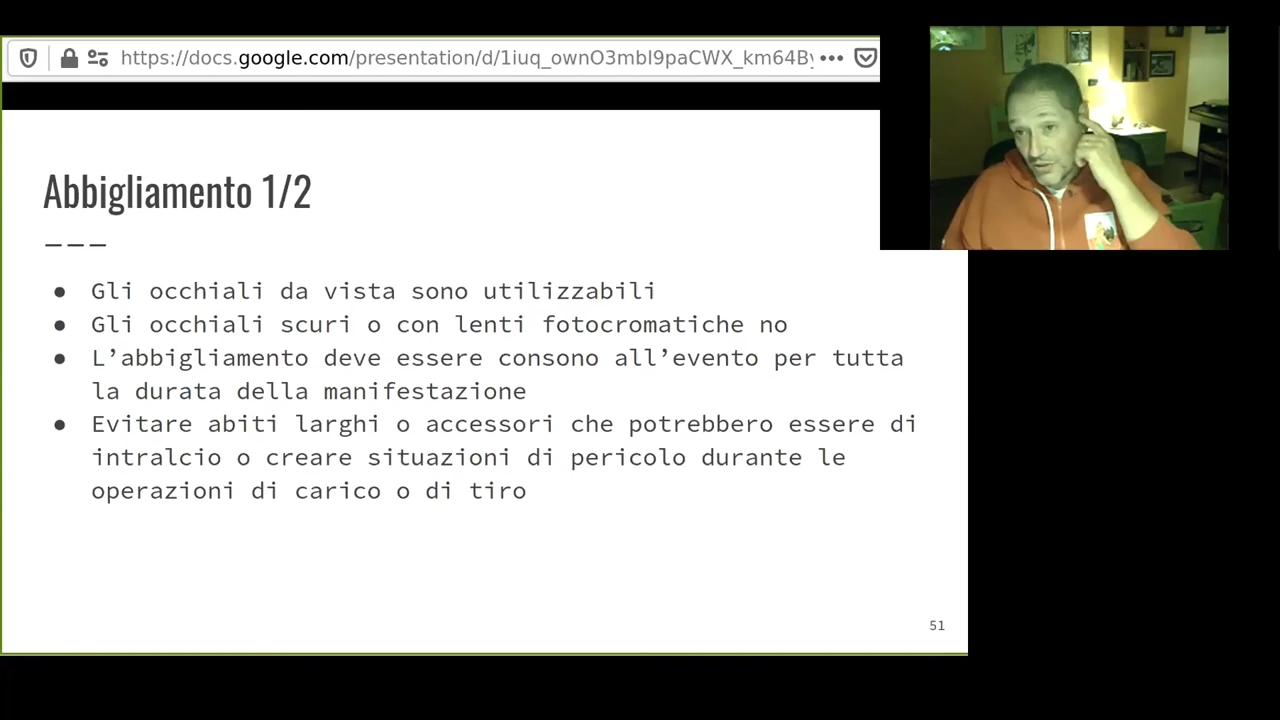 https://docs.google.com/presentation/d/1iuq_ownO3mbl9paCWX_km64By
Abbigliamento 1/2
● Gli occhiali da vista sono utilizzabili
● Gli occhiali scuri o con lenti fotocromatiche no
● L’abbigliamento deve essere consono all’evento per tutta
la durata della manifestazione
● Evitare abiti larghi o accessori che potrebbero essere di
intralcio o creare situazioni di pericolo durante le
operazioni di carico o di tiro
51